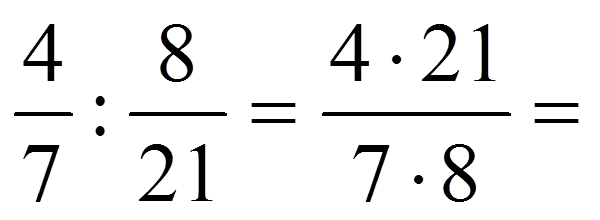 4/7 : 8/21 = 4 · 21 / 7 · 8 =